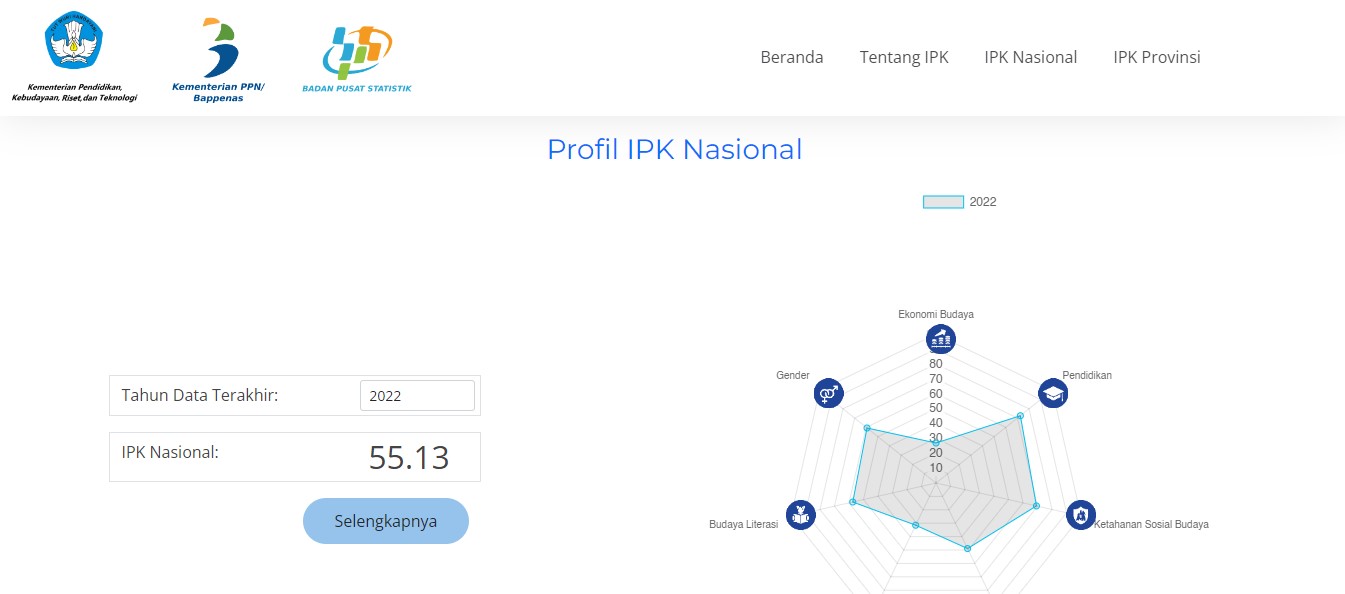 Kementerian Pendidikan,
Kebudayaan, Riset, dan Teknologi
Kementerian PPN/
Bappenas
BADAN PUSAT STATISTIK
Beranda
Tentang IPK
IPK Nasional
IPK Provinsi
Profil IPK Nasional
2022
Tahun Data Terakhir:
2022
IPK Nasional:
55.13
Selengkapnya
Ekonomi Budaya
Gender
Pendidikan
80
70
60
50
40
30
20
10
Budaya Literasi
Ketahanan Sosial Budaya